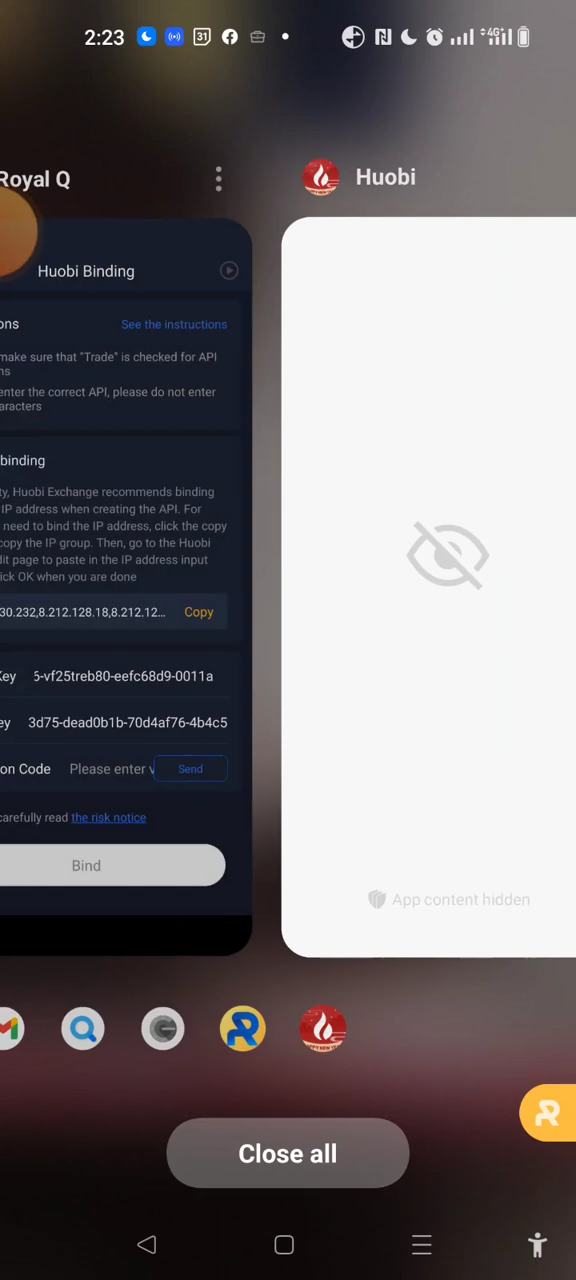 2:23
31
4G
Royal Q
Huobi
Huobi Binding
ons
See the instructions
make sure that "Trade" is checked for API
ns
enter the correct API, please do not enter
aracters
binding
ty, Huobi Exchange recommends binding
IP address when creating the API. For
need to bind the IP address, click the copy
copy the IP group. Then, go to the Huobi
dit page to paste in the IP address input
ick OK when you are done
30.232,8.212.128.18,8.212.12...
Copy
Key
6-vf25treb80-eefc68d9-0011a
ey
3d75-dead0b1b-70d4af76-4b4c5
on Code
Please enter v
Send
carefully read the risk notice
Bind
App content hidden
Close all